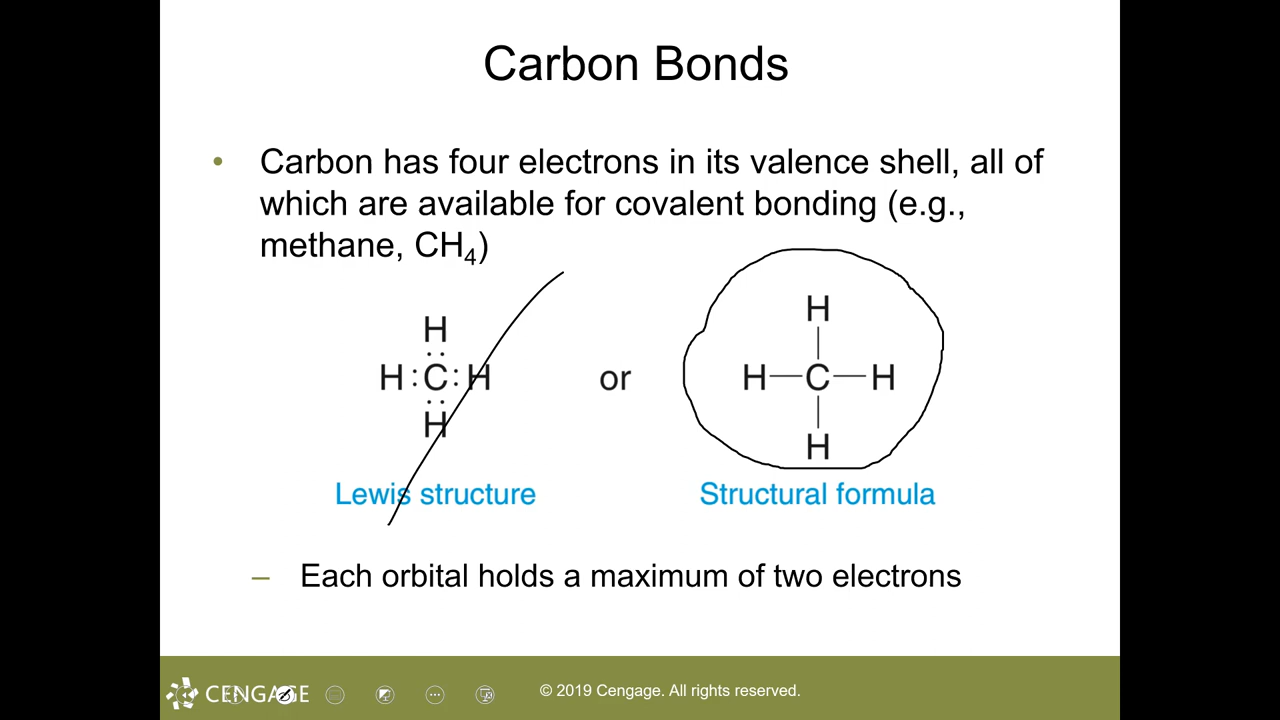 Carbon Bonds
• Carbon has four electrons in its valence shell, all of
which are available for covalent bonding (e.g.,
methane, CH₄)
H
H:C:H
H
Lewis structure
or
H
H—C—H
H
Structural formula
– Each orbital holds a maximum of two electrons
CENGAGE
© 2019 Cengage. All rights reserved.